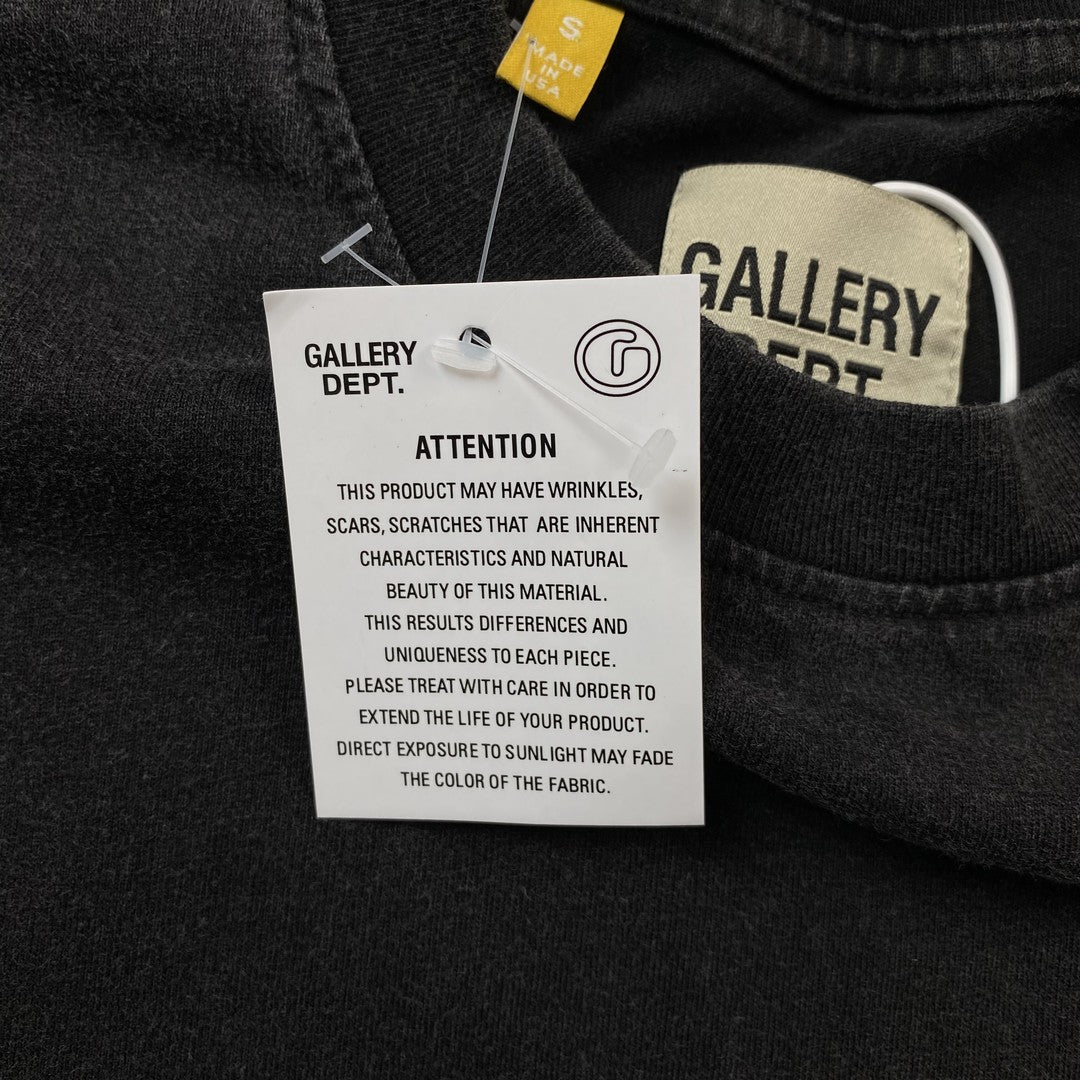 S
MADE
IN
USA
GALLERY
DEPT
GALLERY
DEPT.
G
ATTENTION
THIS PRODUCT MAY HAVE WRINKLES,
SCARS, SCRATCHES THAT ARE INHERENT
CHARACTERISTICS AND NATURAL
BEAUTY OF THIS MATERIAL.
THIS RESULTS DIFFERENCES AND
UNIQUENESS TO EACH PIECE.
PLEASE TREAT WITH CARE IN ORDER TO
EXTEND THE LIFE OF YOUR PRODUCT.
DIRECT EXPOSURE TO SUNLIGHT MAY FADE
THE COLOR OF THE FABRIC.